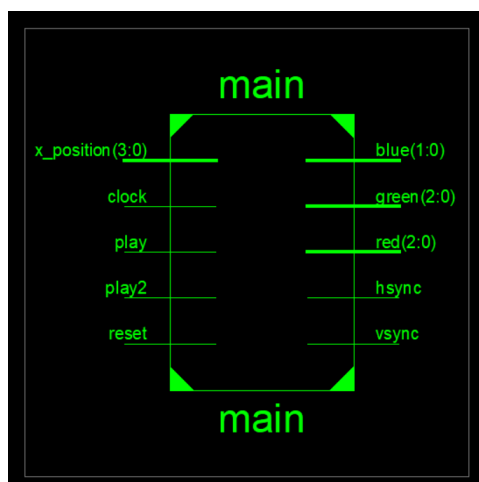 main
x_position(3:0)
blue(1:0)
clock
green(2:0)
play
red(2:0)
play2
hsync
reset
vsync
main